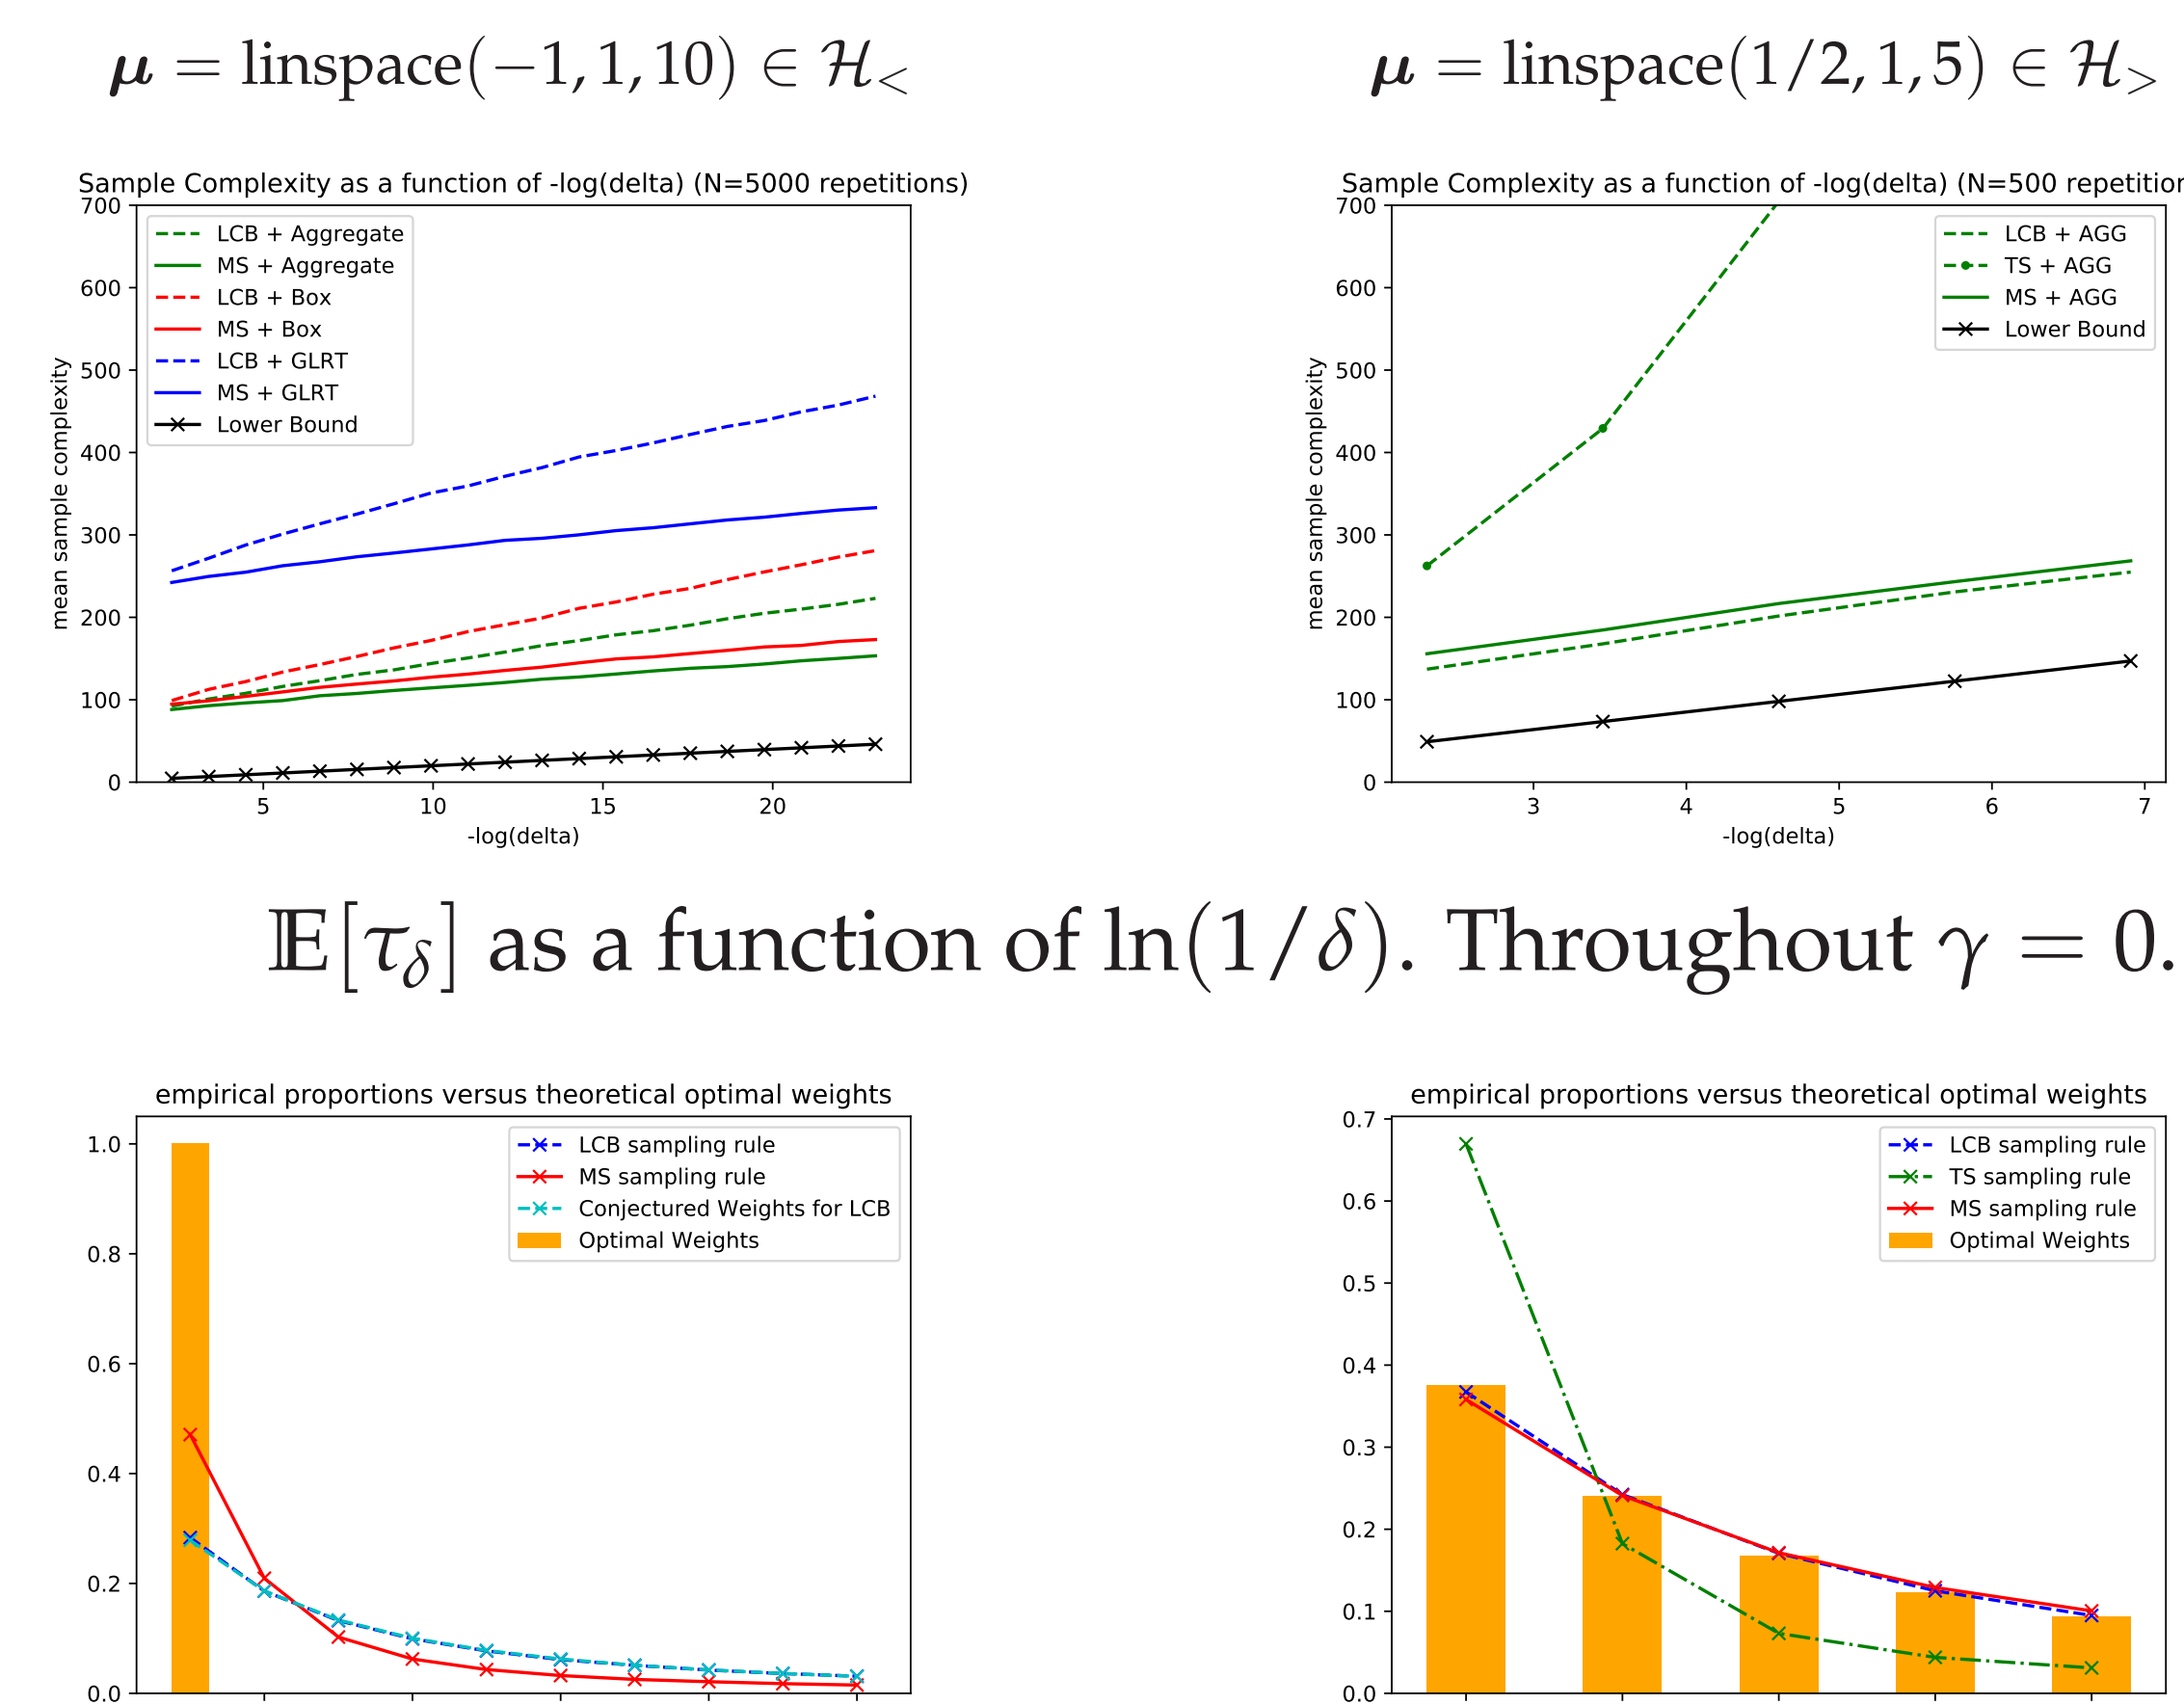 μ = linspace(−1, 1, 10) ∈ ℋ<
μ = linspace(1/2, 1, 5) ∈ ℋ>
Sample Complexity as a function of -log(delta) (N=5000 repetitions)
700
600
500
400
300
200
100
0
mean sample complexity
LCB + Aggregate
MS + Aggregate
LCB + Box
MS + Box
LCB + GLRT
MS + GLRT
Lower Bound
5 10 15 20
-log(delta)
Sample Complexity as a function of -log(delta) (N=500
700
600
500
400
300
200
100
0
mean sample complexity
LCB + AGG
TS + AGG
MS + AGG
Lower Bound
3 4 5 6 7
-log(delta)
𝔼[τδ] as a function of ln(1/δ). Throughout γ = 0.
empirical proportions versus theoretical optimal weights
1.0
0.8
0.6
0.4
0.2
0.0
LCB sampling rule
MS sampling rule
Conjectured Weights for LCB
Optimal Weights
empirical proportions versus theoretical optimal weights
0.7
0.6
0.5
0.4
0.3
0.2
0.1
0.0
LCB sampling rule
TS sampling rule
MS sampling rule
Optimal Weights